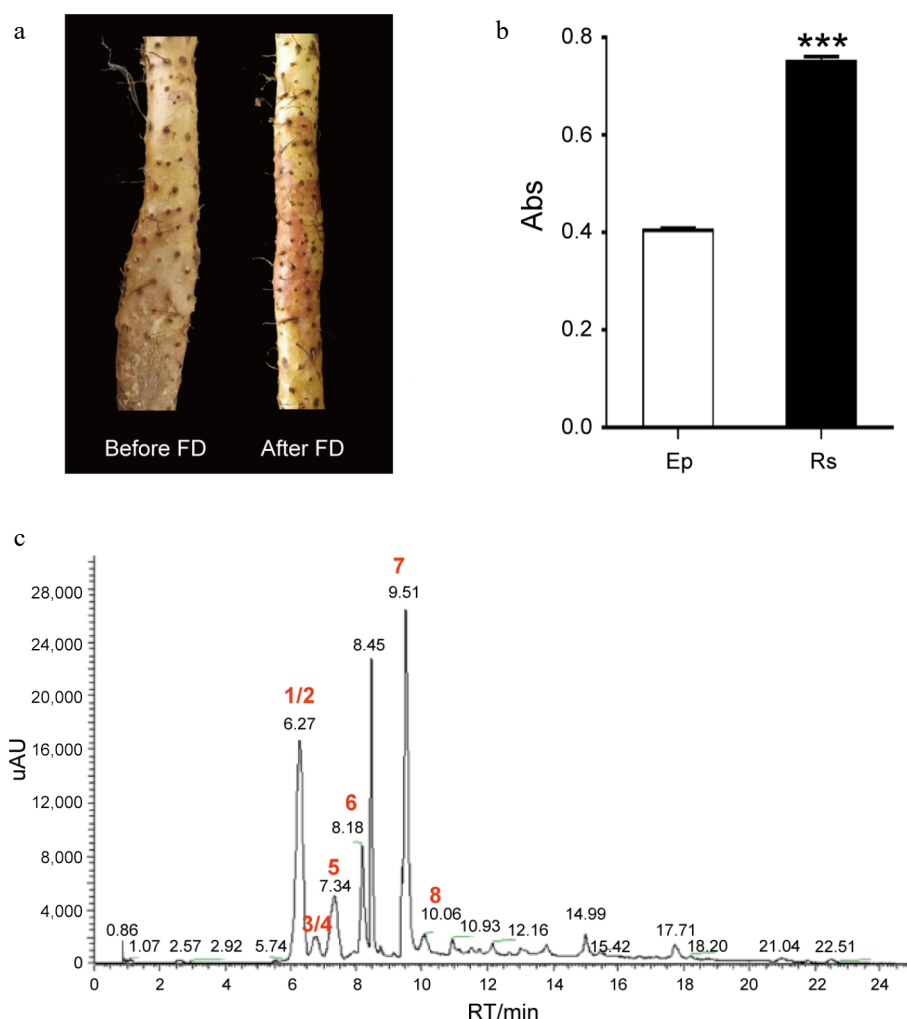 a
Before FD After FD
b
Abs
0.8
0.6
0.4
0.2
0.0
***
Ep Rs
c
uAU
28,000
24,000
20,000
16,000
12,000
8,000
4,000
0
7
9.51
8.45
1/2
6.27
6
8.18
5
7.34
3/4
8
10.06
0.86
1.07 2.57 2.92 5.74
10.93 12.16 14.99
15.42 17.71 18.20 21.04 22.51
0 2 4 6 8 10 12 14 16 18 20 22 24
RT/min